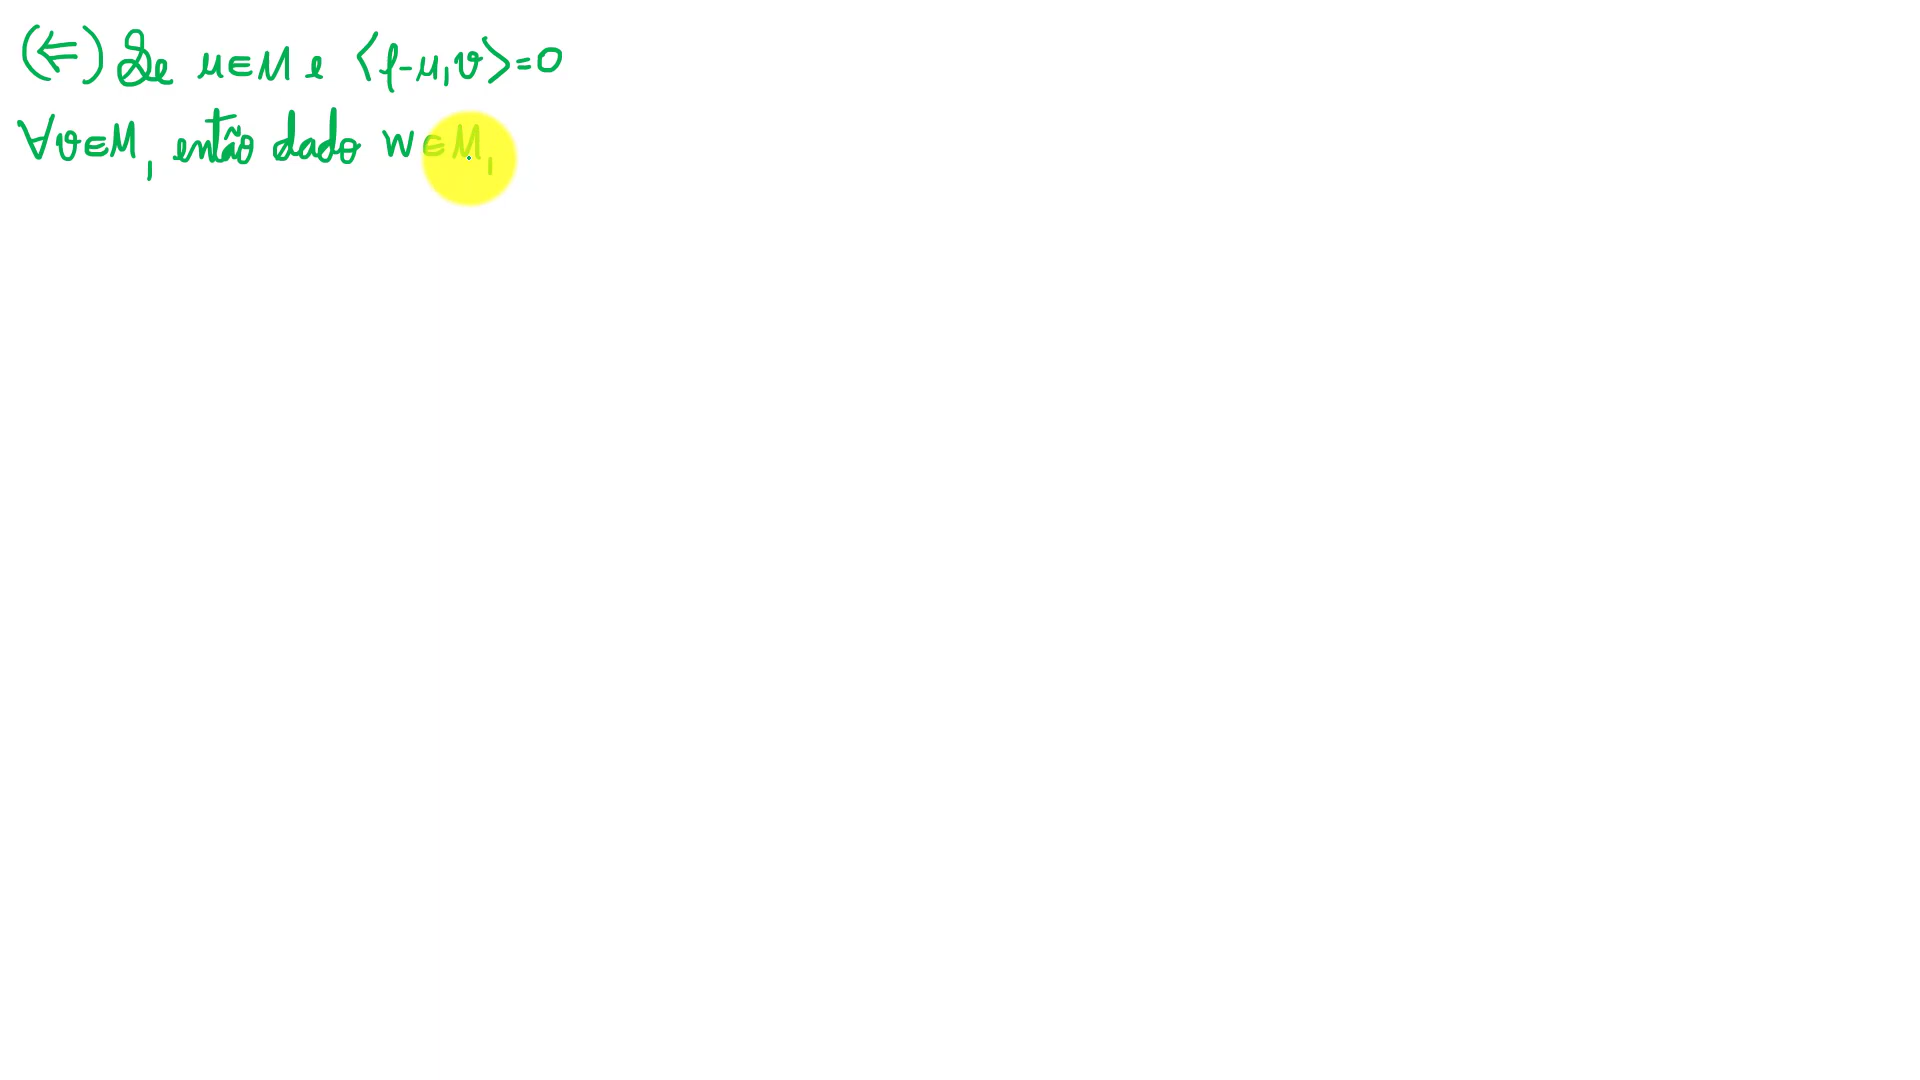 (⇐) Se u∈M e ⟨f-u,v⟩=0
∀v∈M, então dado w∈M,